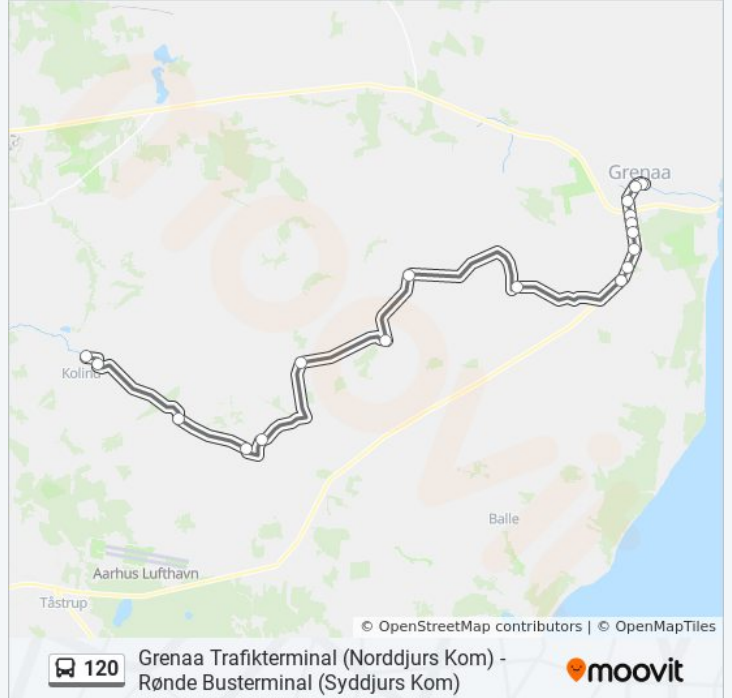 Grenaa
Kolind
Balle
Aarhus Lufthavn
Tåstrup
© OpenStreetMap contributors | © OpenMapTiles
120
Grenaa Trafikterminal (Norddjurs Kom) -
Rønde Busterminal (Syddjurs Kom)
moovit
moovit